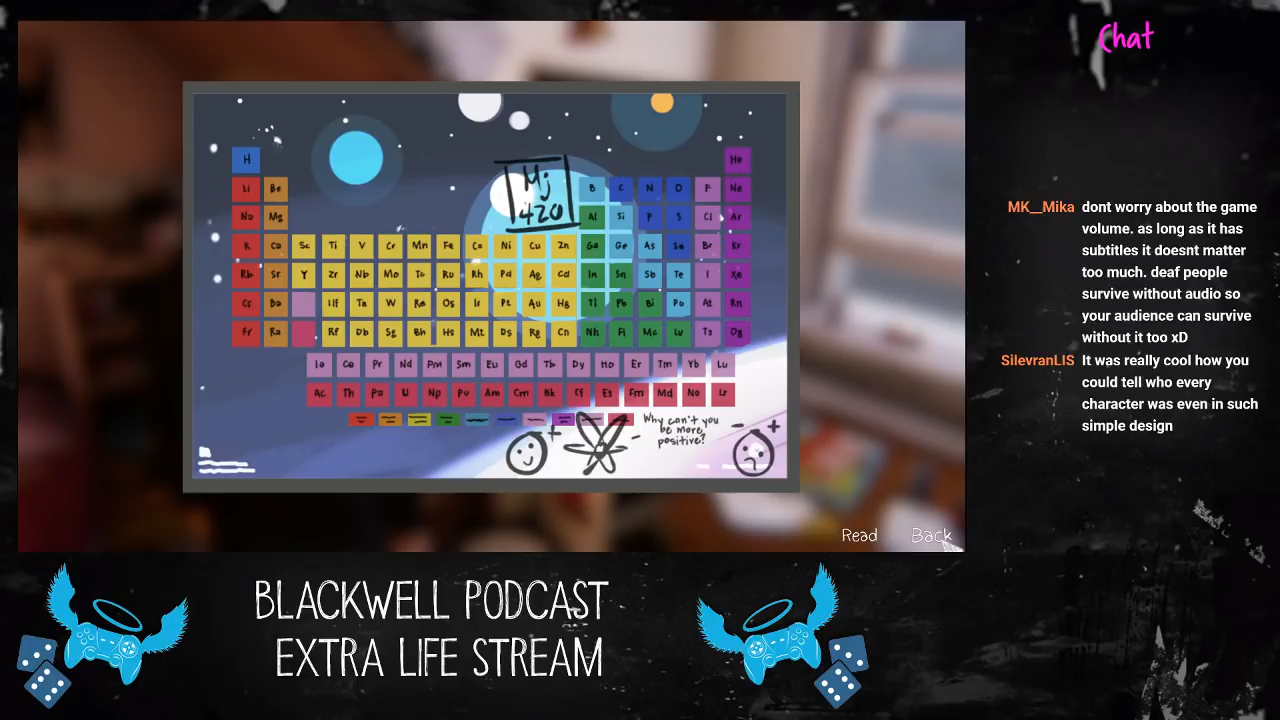 Chat
H He
Li Be B C N O F Ne
Na Mg Al Si P S Cl Ar
K Ca Sc Ti V Cr Mn Fe Co Ni Cu Zn Ga Ge As Se Br Kr
Rb Sr Y Zr Nb Mo Tc Ru Rh Pd Ag Cd In Sn Sb Te I Xe
Cs Ba Hf Ta W Re Os Ir Pt Au Hg Tl Pb Bi Po At Rn
Fr Ra Rf Db Sg Bh Hs Mt Ds Rg Cn Nh Fl Mc Lv Ts Og
La Ce Pr Nd Pm Sm Eu Gd Tb Dy Ho Er Tm Yb Lu
Ac Th Pa U Np Pu Am Cm Bk Cf Es Fm Md No Lr
Mj
420
Why can't you
be more
positive?
+ - - +
Read Back
MK__Mika dont worry about the game
volume. as long as it has
subtitles it doesnt matter
too much. deaf people
survive without audio so
your audience can survive
without it too xD
SilevranLIS It was really cool how you
could tell who every
character was even in such
simple design
BLACKWELL PODCAST
EXTRA LIFE STREAM